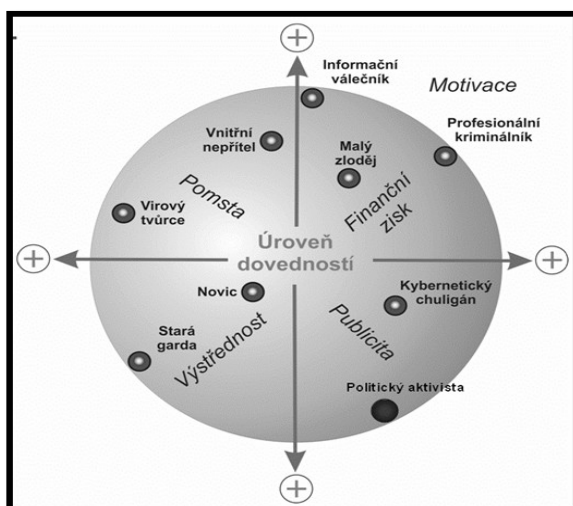 Informační
válečník
Motivace
Profesionální
kriminálník
Vnitřní
nepřítel
Malý
zloděj
Pomsta
Finanční
zisk
Virový
tvůrce
Úroveň
dovedností
Novic
Kybernetický
chuligán
Stará
garda
Výstřednost
Publicita
Politický aktivista